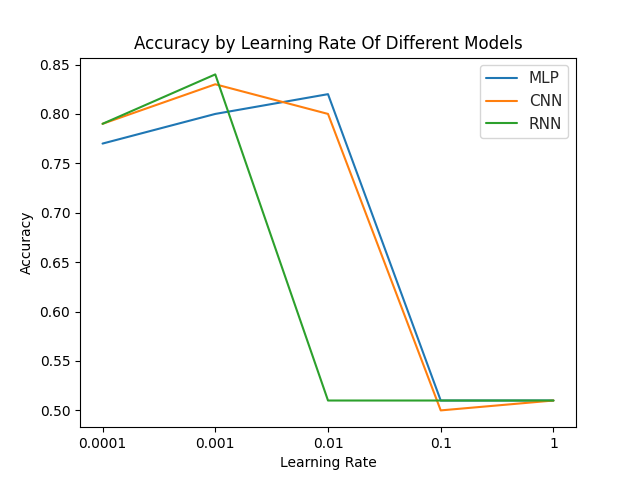 Accuracy by Learning Rate Of Different Models
MLP
CNN
RNN
0.85
0.80
0.75
0.70
0.65
0.60
0.55
0.50
Accuracy
0.0001 0.001 0.01 0.1 1
Learning Rate